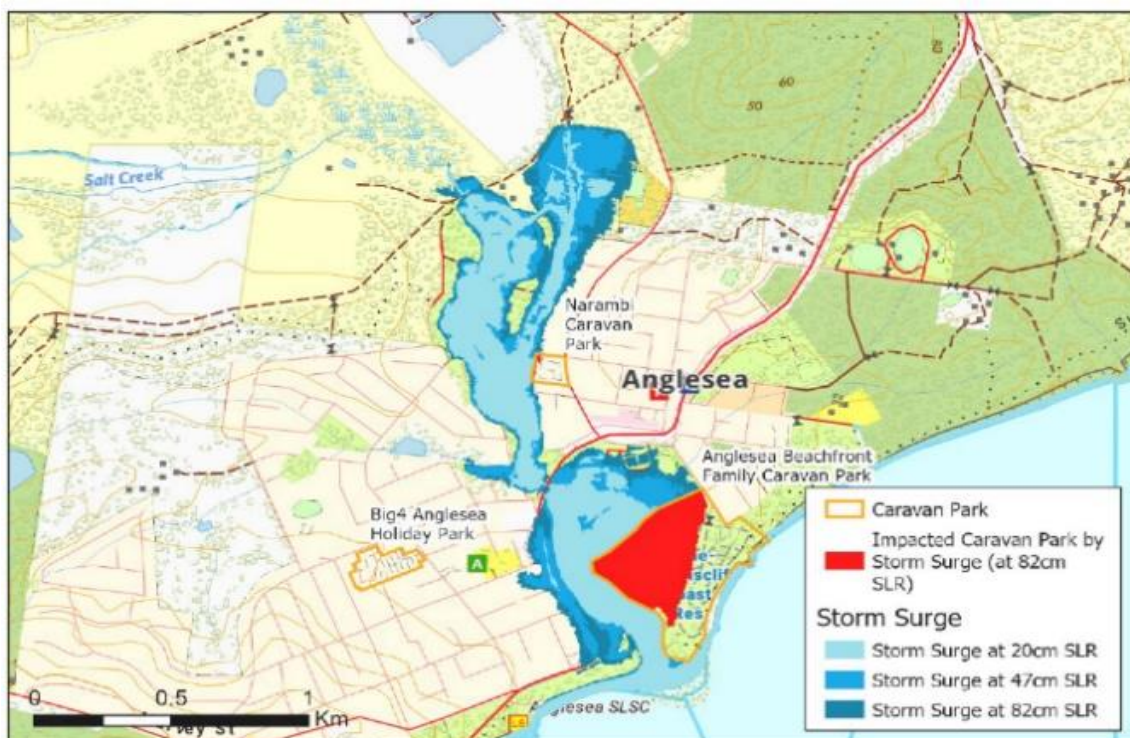 60
50
80
Salt Creek
Narambi
Caravan
Park
Anglesea
Anglesea Beachfront
Family Caravan Park
Big4 Anglesea
Holiday Park
A
Res
Caravan Park
Impacted Caravan Park by
Storm Surge (at 82cm
SLR)
Storm Surge
Storm Surge at 20cm SLR
Storm Surge at 47cm SLR
Storm Surge at 82cm SLR
0 0.5 1
Km
SLSC